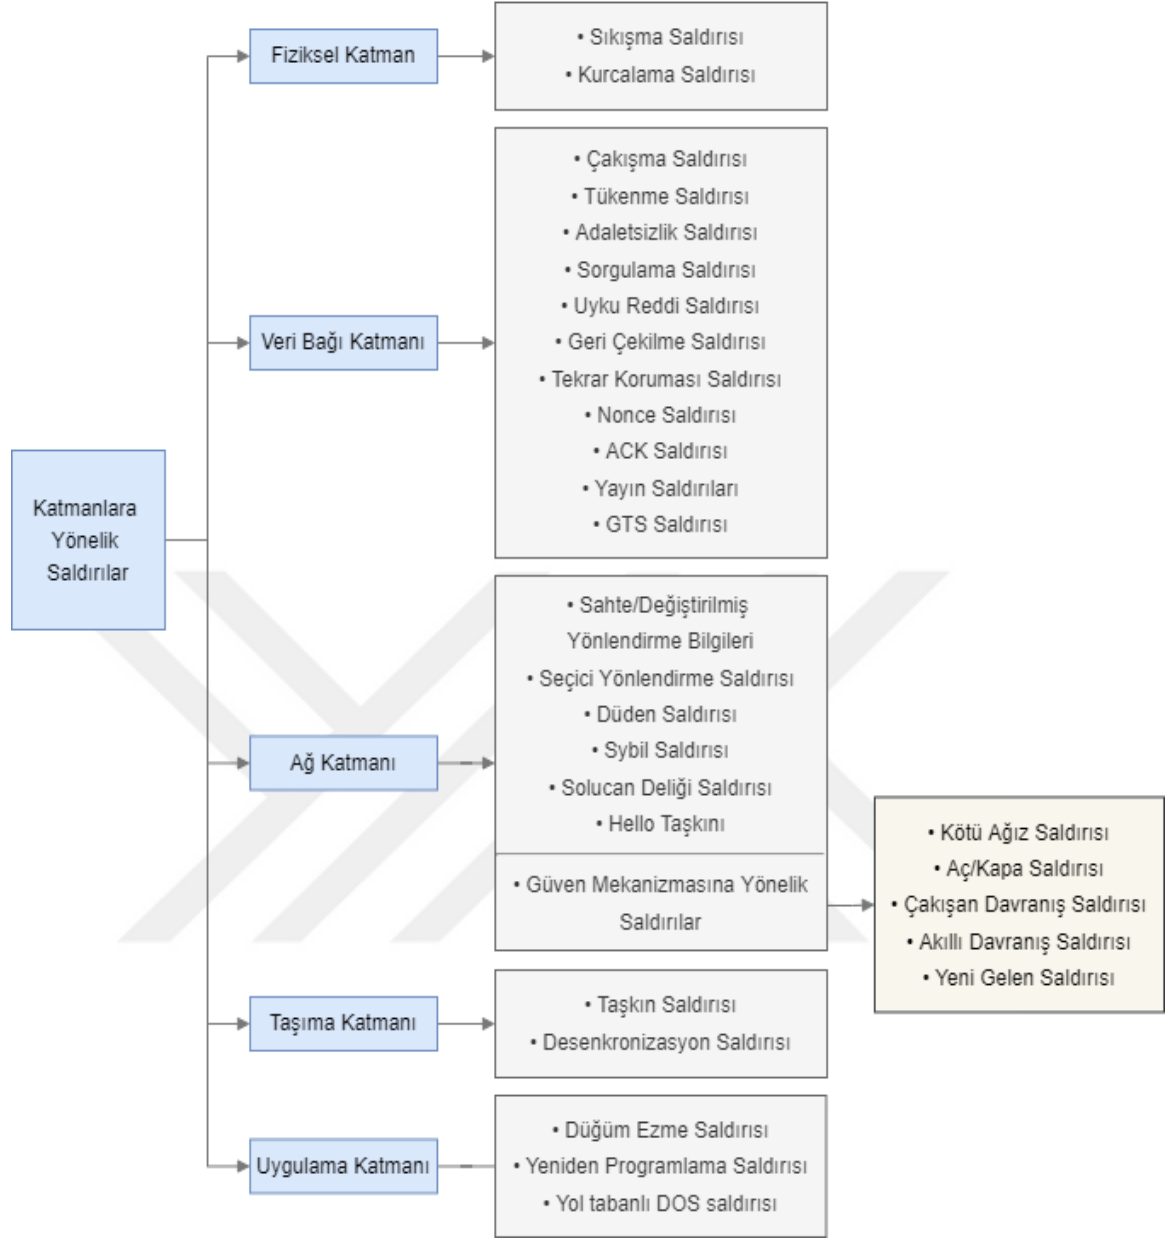 Katmanlara
Yönelik
Saldırılar
Fiziksel Katman
• Sıkışma Saldırısı
• Kurcalama Saldırısı
Veri Bağı Katmanı
• Çakışma Saldırısı
• Tükenme Saldırısı
• Adaletsizlik Saldırısı
• Sorgulama Saldırısı
• Uyku Reddi Saldırısı
• Geri Çekilme Saldırısı
• Tekrar Koruması Saldırısı
• Nonce Saldırısı
• ACK Saldırısı
• Yayın Saldırıları
• GTS Saldırısı
Ağ Katmanı
• Sahte/Değiştirilmiş
Yönlendirme Bilgileri
• Seçici Yönlendirme Saldırısı
• Düden Saldırısı
• Sybil Saldırısı
• Solucan Deliği Saldırısı
• Hello Taşkını
• Güven Mekanizmasına Yönelik
Saldırılar
• Kötü Ağız Saldırısı
• Aç/Kapa Saldırısı
• Çakışan Davranış Saldırısı
• Akıllı Davranış Saldırısı
• Yeni Gelen Saldırısı
Taşıma Katmanı
• Taşkın Saldırısı
• Desenkronizasyon Saldırısı
Uygulama Katmanı
• Düğüm Ezme Saldırısı
• Yeniden Programlama Saldırısı
• Yol tabanlı DOS saldırısı